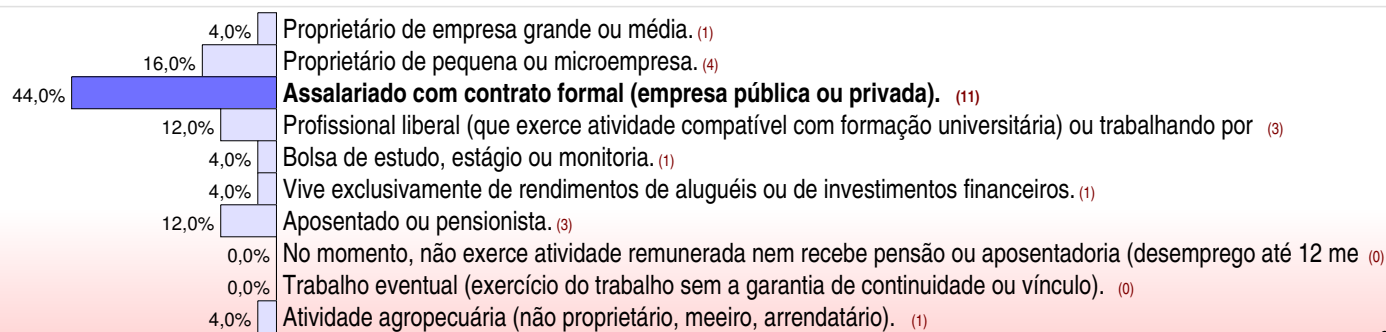 4,0% Proprietário de empresa grande ou média. (1)
16,0% Proprietário de pequena ou microempresa. (4)
44,0% Assalariado com contrato formal (empresa pública ou privada). (11)
12,0% Profissional liberal (que exerce atividade compatível com formação universitária) ou trabalhando por (3)
4,0% Bolsa de estudo, estágio ou monitoria. (1)
4,0% Vive exclusivamente de rendimentos de aluguéis ou de investimentos financeiros. (1)
12,0% Aposentado ou pensionista. (3)
0,0% No momento, não exerce atividade remunerada nem recebe pensão ou aposentadoria (desemprego até 12 me (0)
0,0% Trabalho eventual (exercício do trabalho sem a garantia de continuidade ou vínculo). (0)
4,0% Atividade agropecuária (não proprietário, meeiro, arrendatário). (1)